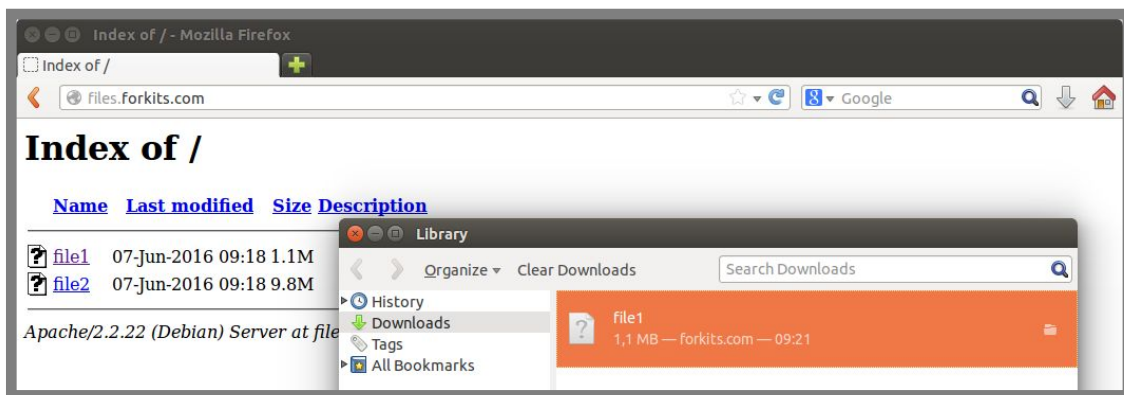 Index of / - Mozilla Firefox
Index of /
files.forkits.com
Google
Index of /
Name Last modified Size Description
file1 07-Jun-2016 09:18 1.1M
file2 07-Jun-2016 09:18 9.8M
Apache/2.2.22 (Debian) Server at file
Library
Organize Clear Downloads
Search Downloads
History
Downloads
Tags
All Bookmarks
file1
1,1 MB — forkits.com — 09:21